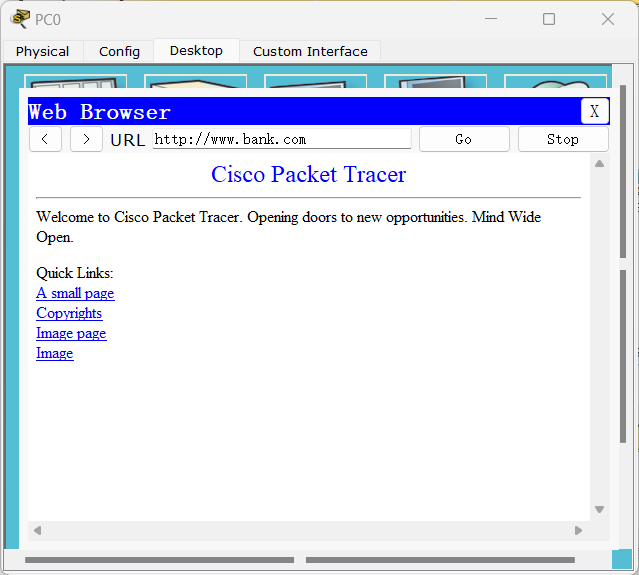 PC0
Physical Config Desktop Custom Interface
Web Browser X
< > URL http://www.bank.com Go Stop
Cisco Packet Tracer
Welcome to Cisco Packet Tracer. Opening doors to new opportunities. Mind Wide
Open.
Quick Links:
A small page
Copyrights
Image page
Image